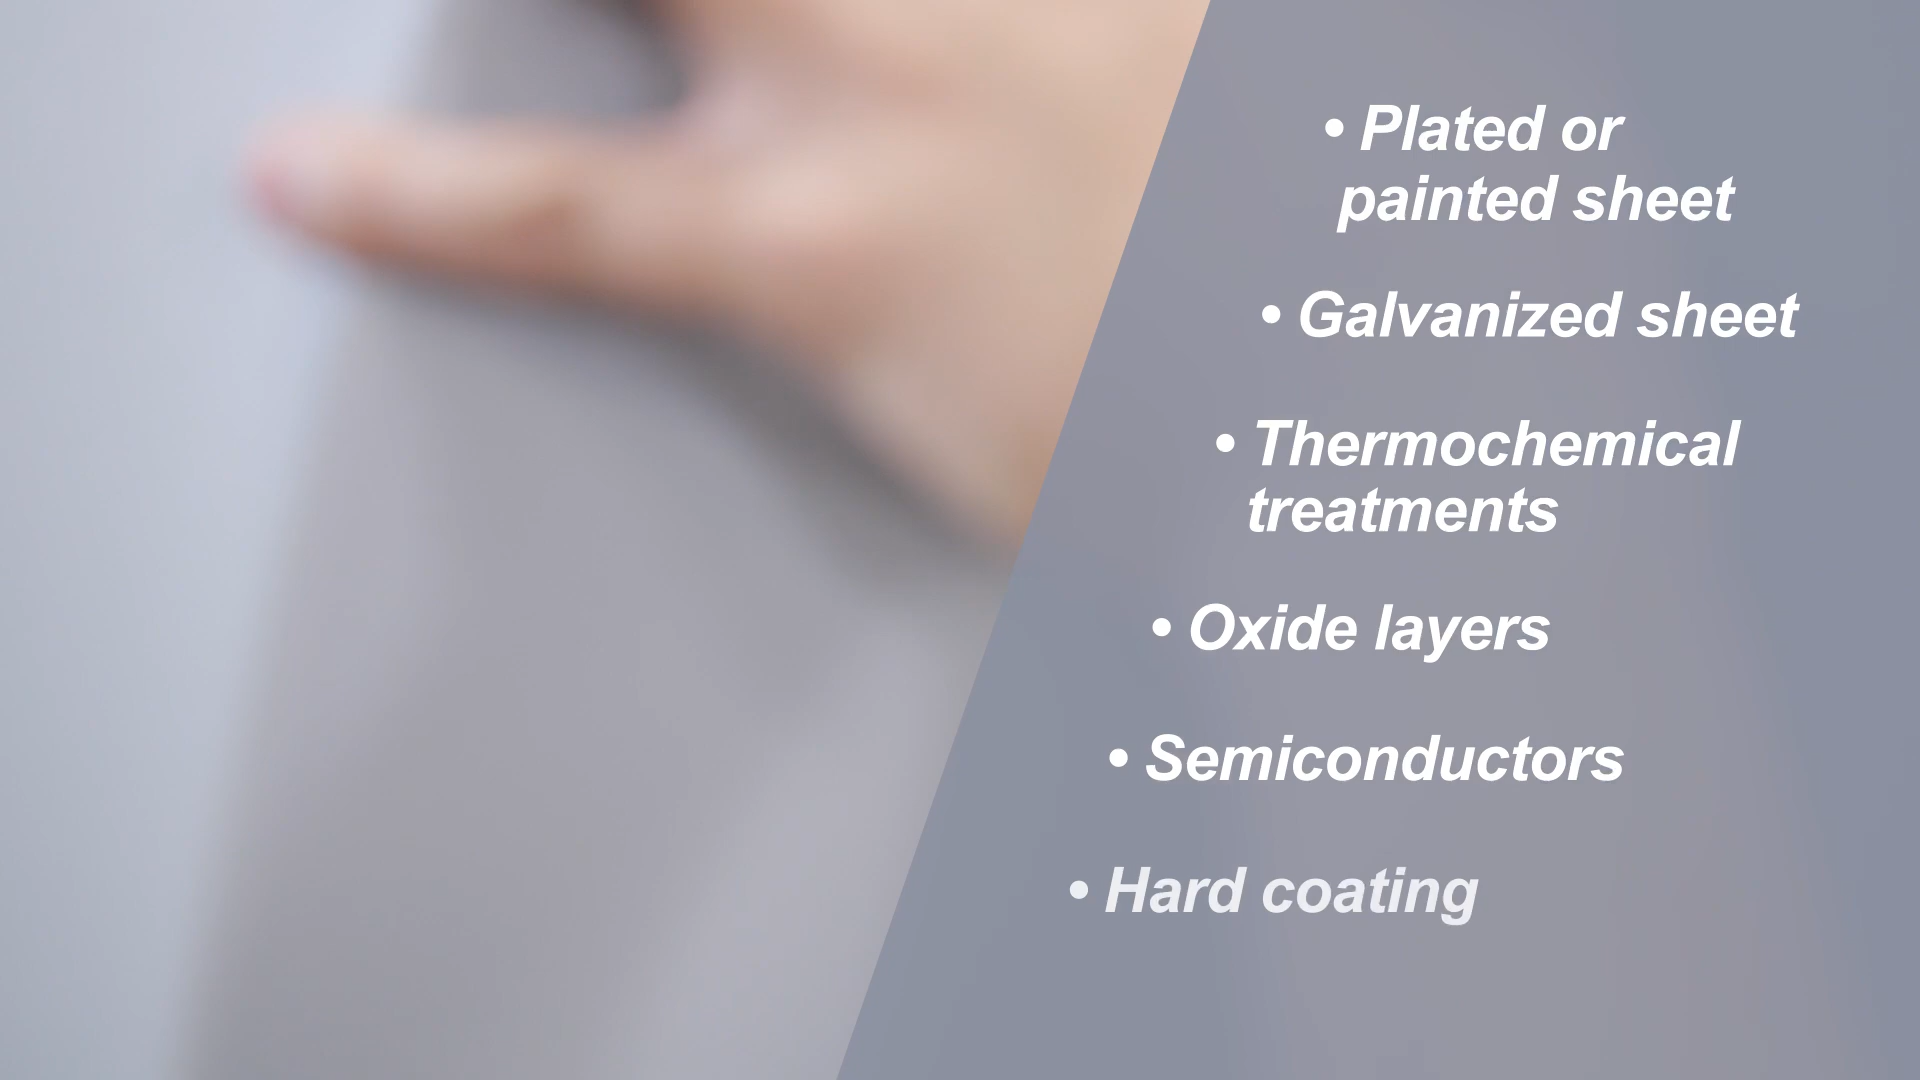 • Plated or
painted sheet
• Galvanized sheet
• Thermochemical
treatments
• Oxide layers
• Semiconductors
• Hard coating